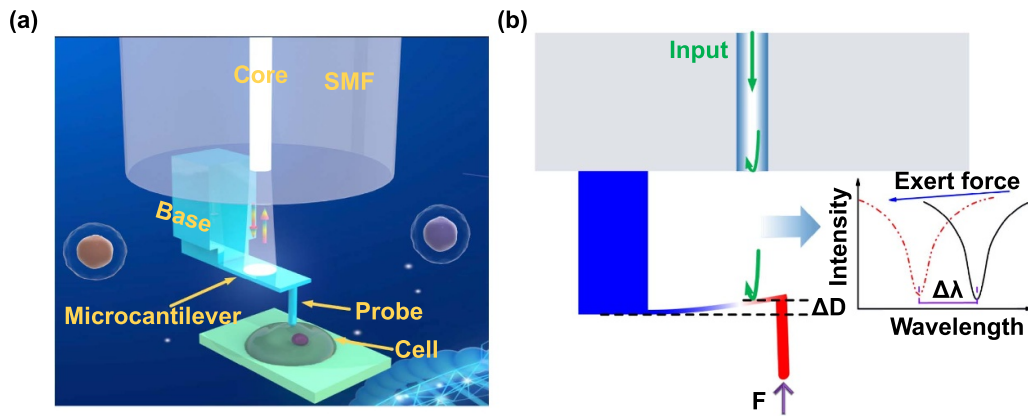 (a)
Core
SMF
Base
Microcantilever
Probe
Cell
(b)
Input
Exert force
Intensity
Δλ
ΔD
Wavelength
F